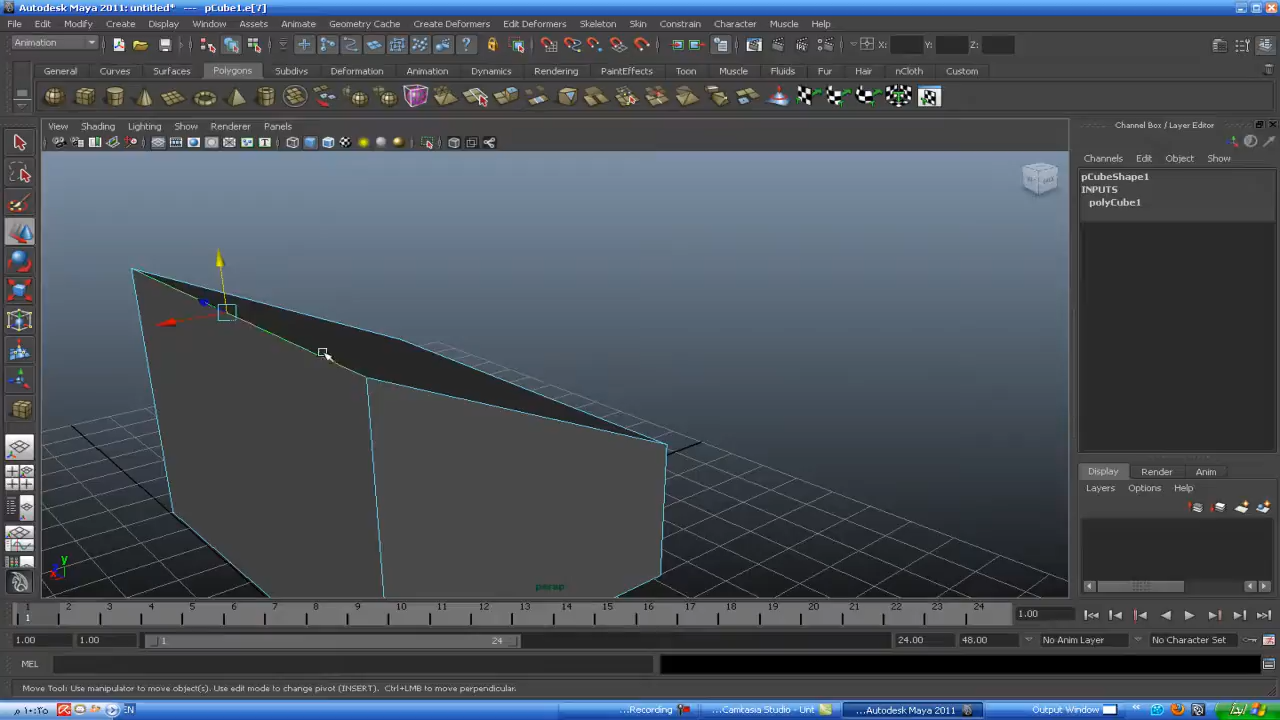 Autodesk Maya 2011: untitled* --- pCube1.e[7]
File Edit Modify Create Display Window Assets Animate Geometry Cache Create Deformers Edit Deformers Skeleton Skin Constrain Character Muscle Help
Animation X: Y: Z:
General Curves Surfaces Polygons Subdivs Deformation Animation Dynamics Rendering PaintEffects Toon Muscle Fluids Fur Hair nCloth Custom
View Shading Lighting Show Renderer Panels
Channel Box / Layer Editor
Channels Edit Object Show
pCubeShape1
INPUTS
polyCube1
Display Render Anim
Layers Options Help
y
persp
1 2 3 4 5 6 7 8 9 10 11 12 13 14 15 16 17 18 19 20 21 22 23 24
1 1.00
1.00 1.00 1 24 24.00 48.00 No Anim Layer No Character Set
MEL
Move Tool: Use manipulator to move object(s). Use edit mode to change pivot (INSERT). Ctrl+LMB to move perpendicular.
م ١٠:٢٥ EN ...Recording ...Camtasia Studio - Unt ...Autodesk Maya 2011 Output Window